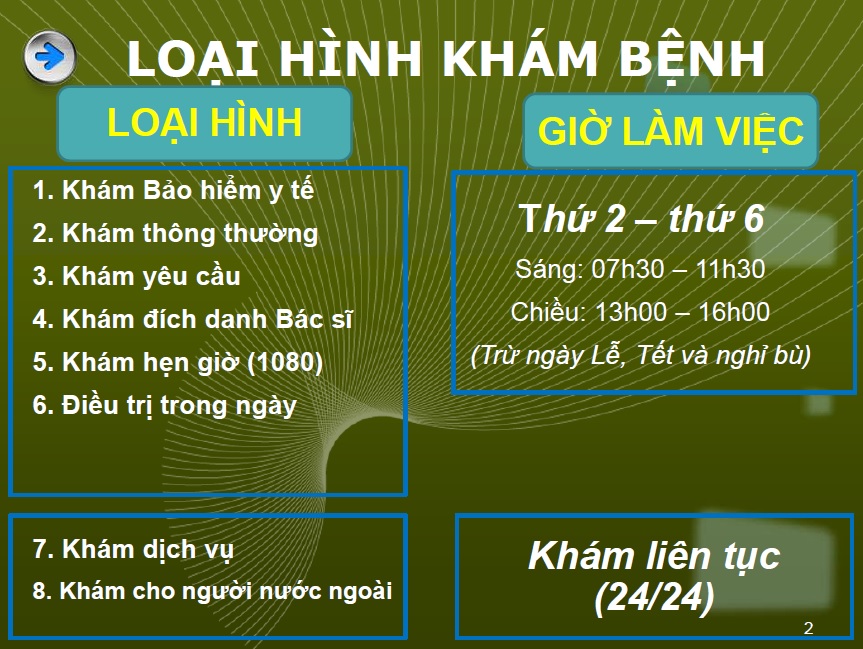 LOẠI HÌNH KHÁM BỆNH
LOẠI HÌNH
GIỜ LÀM VIỆC
1. Khám Bảo hiểm y tế
2. Khám thông thường
3. Khám yêu cầu
4. Khám đích danh Bác sĩ
5. Khám hẹn giờ (1080)
6. Điều trị trong ngày
Thứ 2 – thứ 6
Sáng: 07h30 – 11h30
Chiều: 13h00 – 16h00
(Trừ ngày Lễ, Tết và nghỉ bù)
7. Khám dịch vụ
8. Khám cho người nước ngoài
Khám liên tục
(24/24)
2